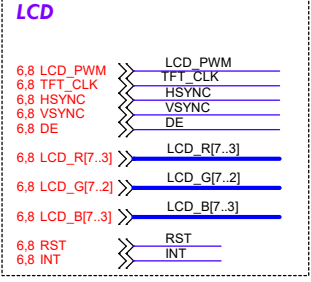 LCD
6,8 LCD_PWM LCD_PWM
6,8 TFT_CLK TFT_CLK
6,8 HSYNC HSYNC
6,8 VSYNC VSYNC
6,8 DE DE
6,8 LCD_R[7..3] LCD_R[7..3]
6,8 LCD_G[7..2] LCD_G[7..2]
6,8 LCD_B[7..3] LCD_B[7..3]
6,8 RST RST
6,8 INT INT